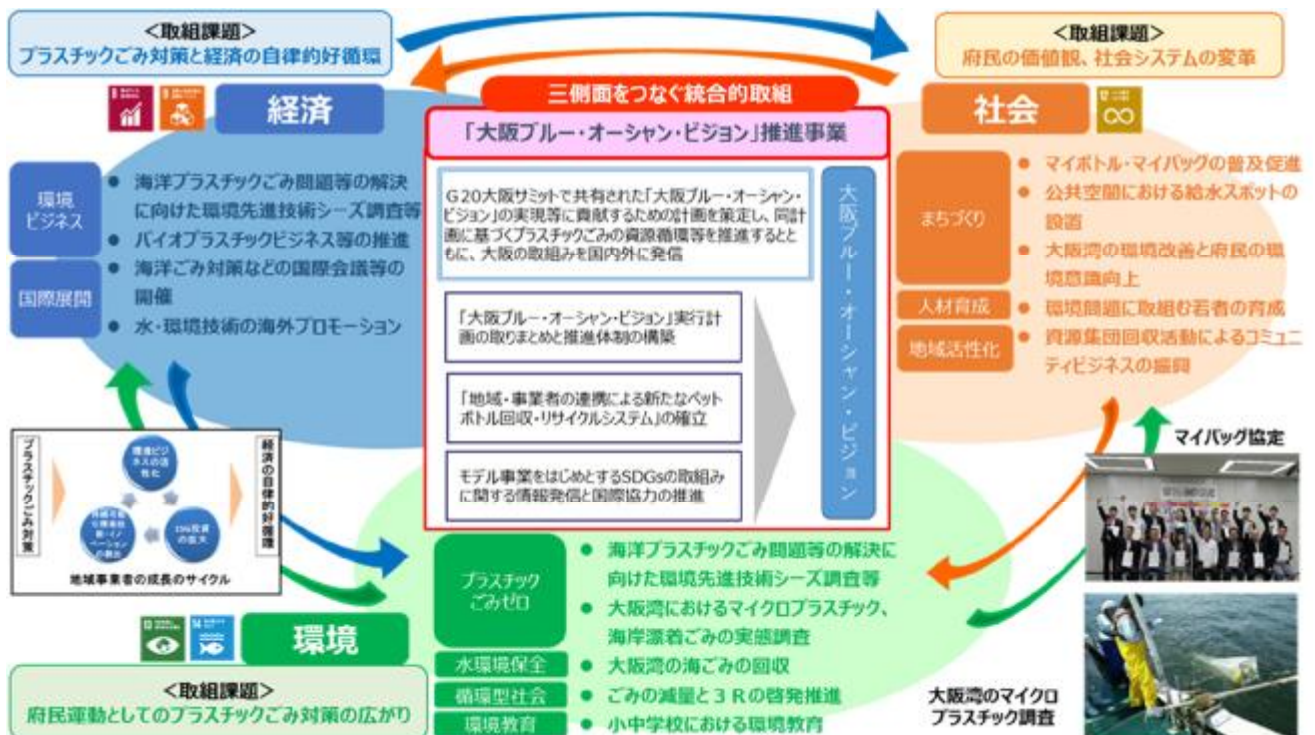 <取組課題>
プラスチックごみ対策と経済の自律的好循環
経済
環境
ビジネス
国際展開
● 海洋プラスチックごみ問題等の解決
に向けた環境先進技術シーズ調査等
● バイオプラスチックビジネス等の推進
● 海洋ごみ対策などの国際会議等の
開催
● 水・環境技術の海外プロモーション
三側面をつなぐ統合的取組
「大阪ブルー・オーシャン・ビジョン」推進事業
G20大阪サミットで共有された「大阪ブルー・オーシャン・
ビジョン」の実現等に貢献するための計画を策定し、同計
画に基づくプラスチックごみの資源循環等を推進するとと
もに、大阪の取組みを国内外に発信
「大阪ブルー・オーシャン・ビジョン」実行計
画の取りまとめと推進体制の構築
「地域・事業者の連携による新たなペット
ボトル回収・リサイクルシステム」の確立
モデル事業をはじめとするSDGsの取組み
に関する情報発信と国際協力の推進
大阪ブルー・オーシャン・ビジョン
<取組課題>
府民の価値観、社会システムの変革
社会
まちづくり
● マイボトル・マイバッグの普及促進
● 公共空間における給水スポットの
設置
● 大阪湾の環境改善と府民の環
境意識向上
人材育成
● 環境問題に取組む若者の育成
地域活性化
● 資源集団回収活動によるコミュニ
ティビジネスの振興
プラスチックごみ対策
環境ビジ
ネスの活
性化
ESG投資
の拡大
経済の自律的好循環
地域事業者の成長のサイクル
環境
<取組課題>
府民運動としてのプラスチックごみ対策の広がり
プラスチック
ごみゼロ
● 海洋プラスチックごみ問題等の解決に
向けた環境先進技術シーズ調査等
● 大阪湾におけるマイクロプラスチック、
海岸漂着ごみの実態調査
水環境保全
● 大阪湾の海ごみの回収
循環型社会
● ごみの減量と3Rの啓発推進
環境教育
● 小中学校における環境教育
マイバッグ協定
大阪湾のマイクロ
プラスチック調査